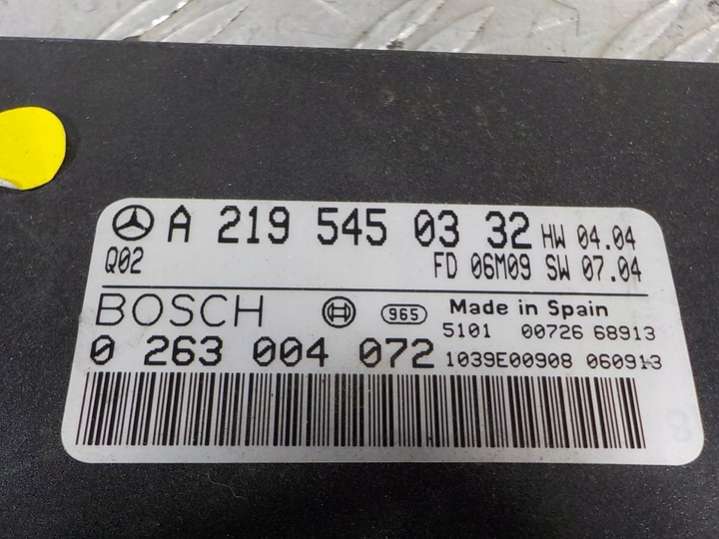 A 219 545 03 32 HW 04.04
Q02 FD 06M09 SW 07.04
BOSCH 965 Made in Spain
5101 00726 68913
0 263 004 072 1039E00908 060913